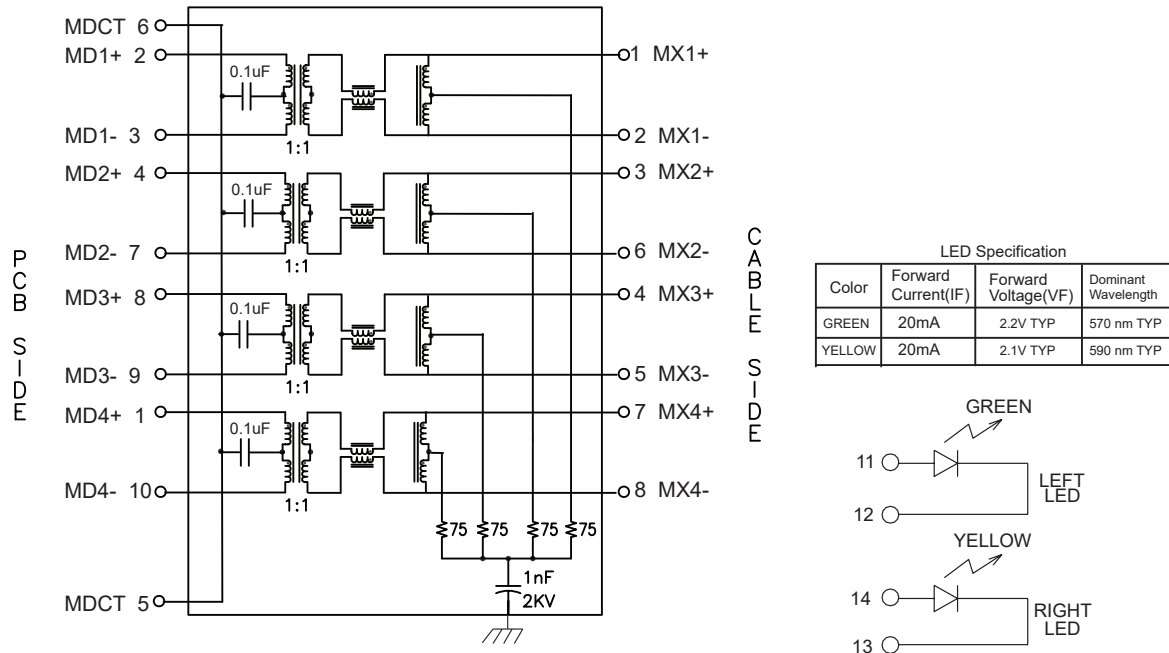 MDCT 6
MD1+ 2
0.1uF
MD1- 3
1:1
1 MX1+
2 MX1-
MD2+ 4
0.1uF
MD2- 7
1:1
3 MX2+
6 MX2-
MD3+ 8
0.1uF
MD3- 9
1:1
4 MX3+
5 MX3-
MD4+ 1
0.1uF
MD4- 10
1:1
7 MX4+
8 MX4-
75 75 75 75
1nF
2KV
MDCT 5
PCB SIDE
CABLE SIDE
LED Specification
Color Forward Current(IF) Forward Voltage(VF) Dominant Wavelength
GREEN 20mA 2.2V TYP 570 nm TYP
YELLOW 20mA 2.1V TYP 590 nm TYP
GREEN
11
12
LEFT
LED
YELLOW
14
13
RIGHT
LED